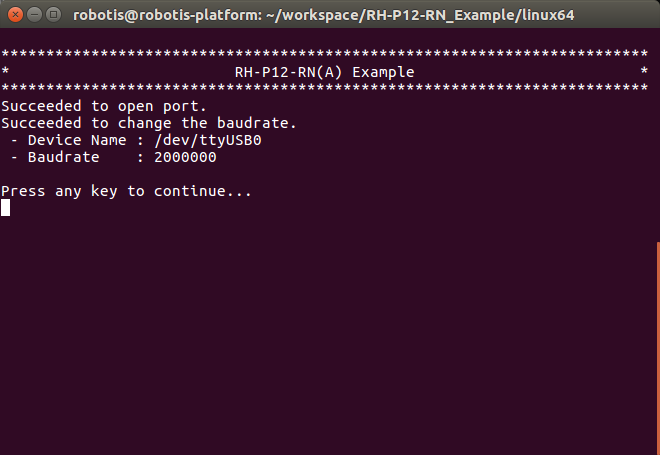 robotis@robotis-platform: ~/workspace/RH-P12-RN_Example/linux64
************************************************************************
*                         RH-P12-RN(A) Example                         *
************************************************************************
Succeeded to open port.
Succeeded to change the baudrate.
 - Device Name : /dev/ttyUSB0
 - Baudrate    : 2000000
Press any key to continue...